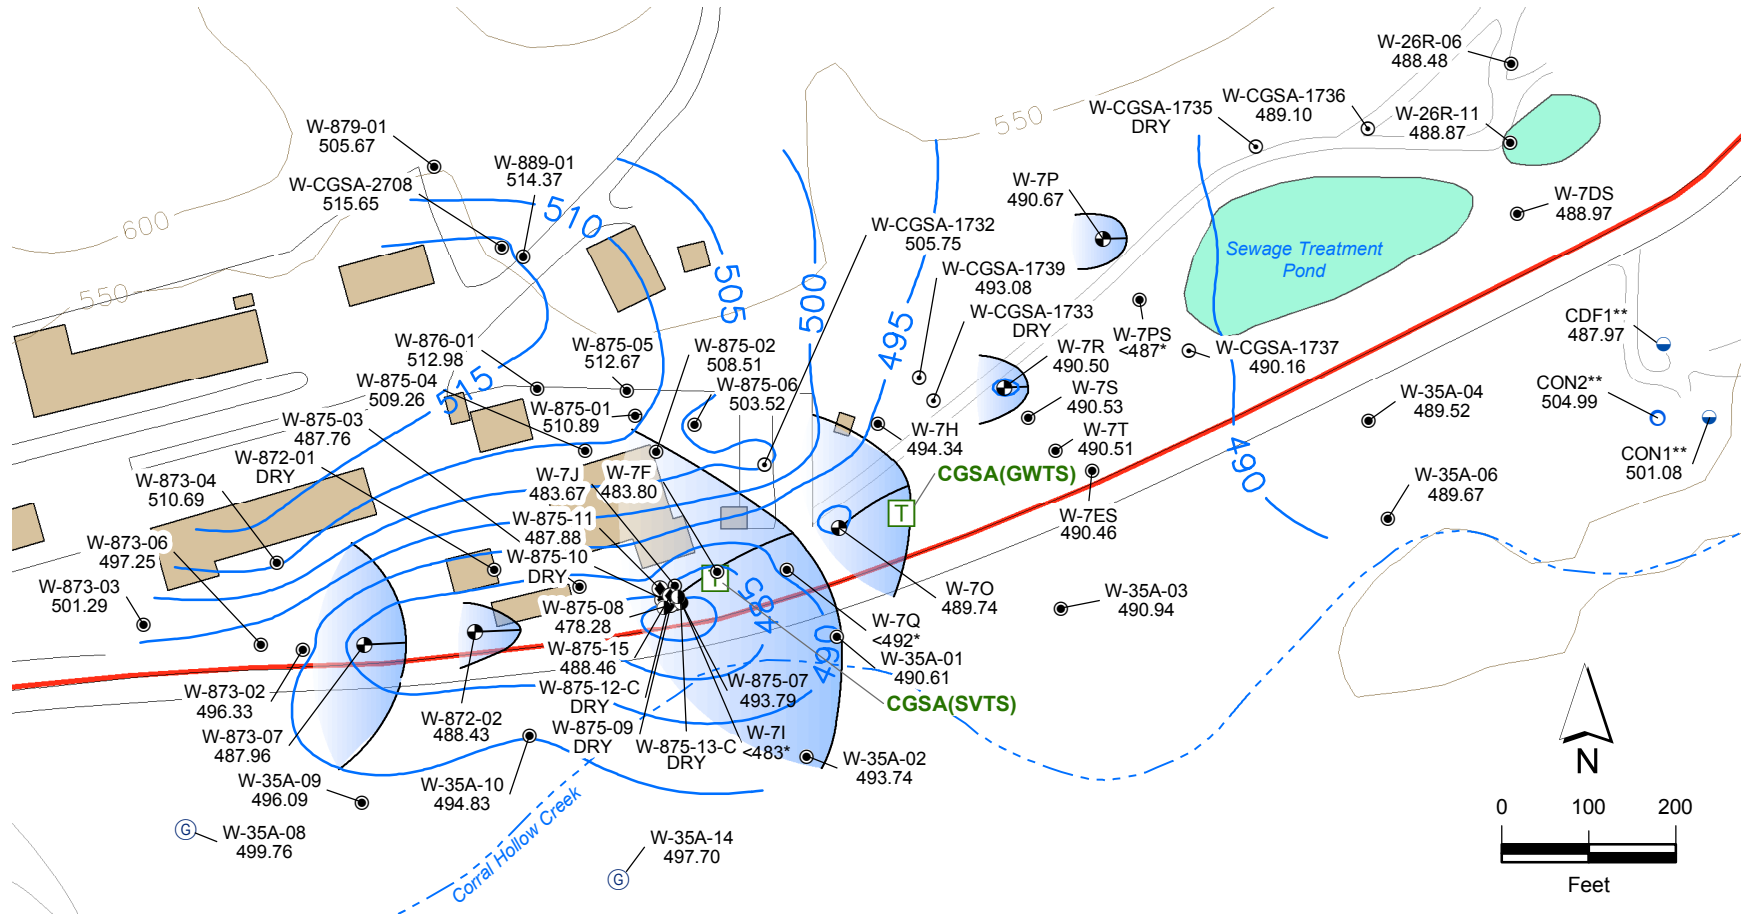 W-26R-06
488.48
W-CGSA-1736
489.10
W-CGSA-1735
DRY
W-26R-11
488.87
550
W-879-01
505.67
W-889-01
514.37
W-CGSA-2708
515.65
510
W-7P
490.67
W-7DS
488.97
600
W-CGSA-1732
505.75
Sewage Treatment
Pond
W-CGSA-1739
493.08
550
505
500
W-CGSA-1733
DRY
495
CDF1**
487.97
W-876-01
512.98
W-875-05
512.67
W-875-02
508.51
W-7R
490.50
W-7PS
<487*
W-CGSA-1737
490.16
W-875-04
509.26
515
W-875-06
503.52
W-7S
490.53
W-35A-04
489.52
CON2**
504.99
W-875-03
487.76
W-875-01
510.89
W-7H
494.34
W-7T
490.51
W-872-01
DRY
W-7J
483.67
W-7F
483.80
CGSA(GWTS)
490
CON1**
501.08
W-873-04
510.69
W-35A-06
489.67
W-875-11
487.88
T
W-7ES
490.46
W-873-06
497.25
W-875-10
DRY
T
W-873-03
501.29
485
W-7O
489.74
W-35A-03
490.94
W-875-08
478.28
W-7Q
<492*
W-875-15
488.46
490
W-35A-01
490.61
W-873-02
496.33
W-875-12-C
DRY
W-875-07
493.79
CGSA(SVTS)
W-872-02
488.43
W-873-07
487.96
W-875-09
DRY
W-875-13-C
DRY
W-7I
<483*
W-35A-02
493.74
N
W-35A-09
496.09
W-35A-10
494.83
Corral Hollow Creek
0 100 200
Feet
G
W-35A-08
499.76
W-35A-14
497.70
G